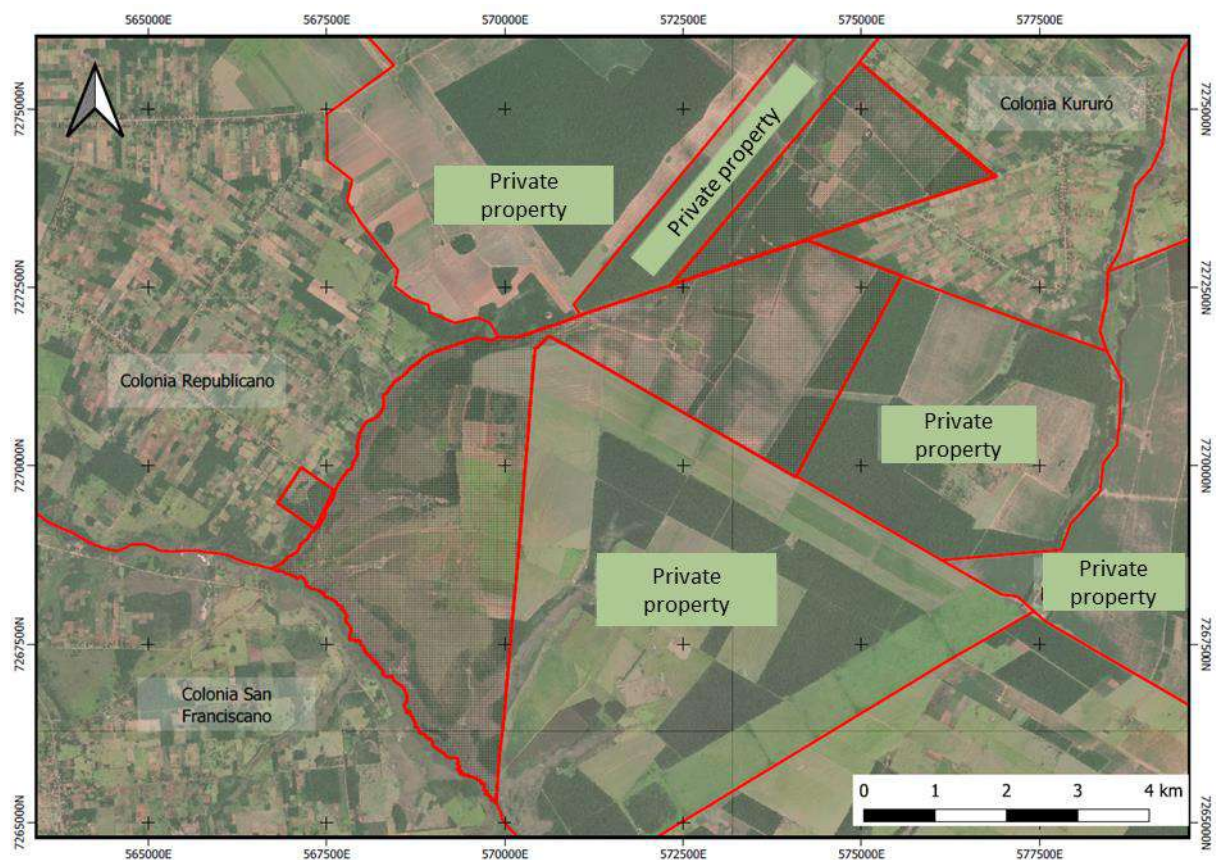 565000E
567500E
570000E
572500E
575000E
577500E
7275000N
7275000N
Colonia Kururó
Private
property
Private property
7272500N
7272500N
Colonia Republicano
Private
property
7270000N
7270000N
Private
property
Private
property
7267500N
7267500N
Colonia San
Franciscano
0 1 2 3 4 km
7265000N
7265000N
565000E
567500E
570000E
572500E
575000E
577500E